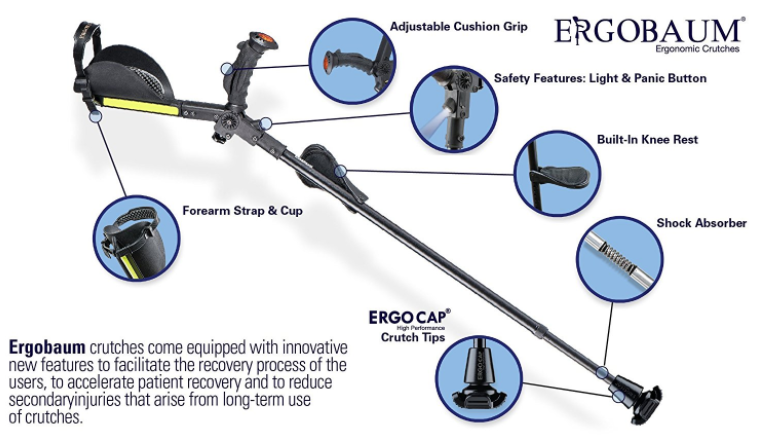 Adjustable Cushion Grip
ERGOBAUM®
Ergonomic Crutches
Safety Features: Light & Panic Button
Built-In Knee Rest
Forearm Strap & Cup
Shock Absorber
ERGO CAP®
High Performance
Crutch Tips
ERGO CAP
Ergobaum crutches come equipped with innovative
new features to facilitate the recovery process of the
users, to accelerate patient recovery and to reduce
secondaryinjuries that arise from long-term use
of crutches.